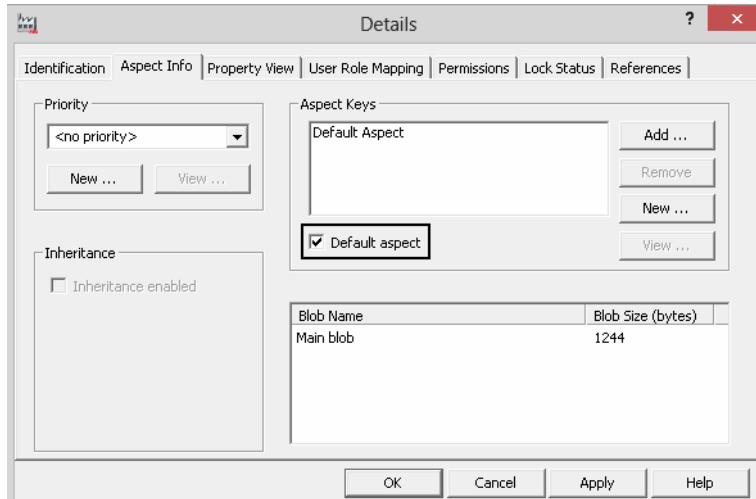 Details
?
×
Identification
Aspect Info
Property View
User Role Mapping
Permissions
Lock Status
References
Priority
<no priority>
New ...
View ...
Inheritance
Inheritance enabled
Aspect Keys
Default Aspect
Add ...
Remove
New ...
View ...
Default aspect
Blob Name Blob Size (bytes)
Main blob 1244
OK
Cancel
Apply
Help